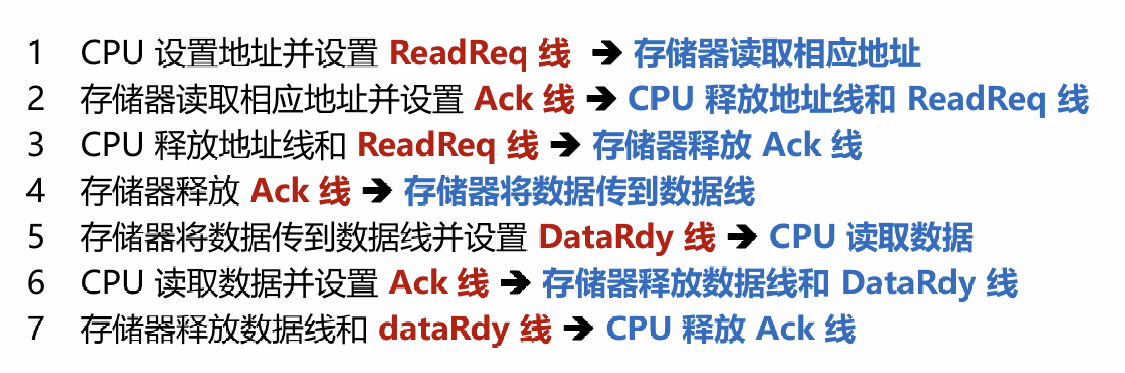 1 CPU 设置地址并设置 ReadReq 线 ➔ 存储器读取相应地址
2 存储器读取相应地址并设置 Ack 线 ➔ CPU 释放地址线和 ReadReq 线
3 CPU 释放地址线和 ReadReq 线 ➔ 存储器释放 Ack 线
4 存储器释放 Ack 线 ➔ 存储器将数据传到数据线
5 存储器将数据传到数据线并设置 DataRdy 线 ➔ CPU 读取数据
6 CPU 读取数据并设置 Ack 线 ➔ 存储器释放数据线和 DataRdy 线
7 存储器释放数据线和 dataRdy 线 ➔ CPU 释放 Ack 线